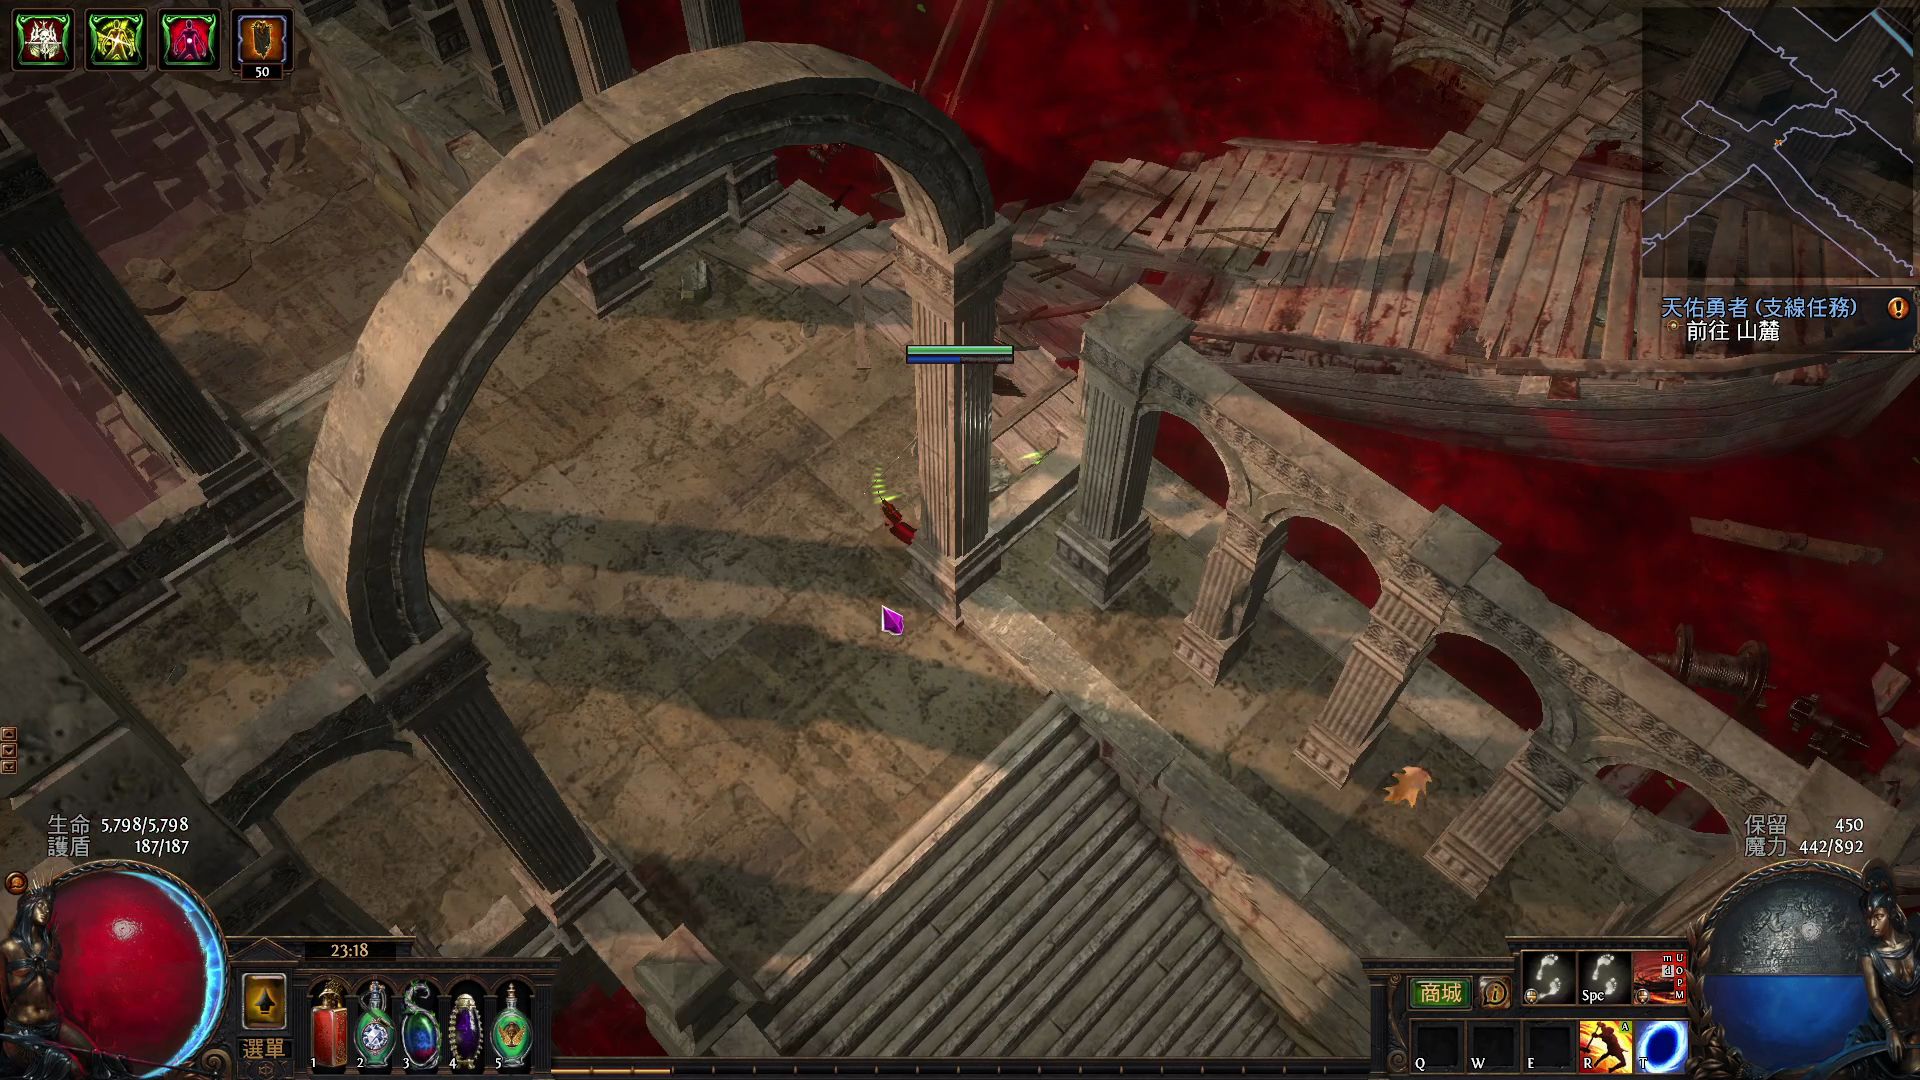 50
天佑勇者 (支線任務)
前往 山麓
生命 5,798/5,798
護盾 187/187
保留 450
魔力 442/892
23:18
選單
1 2 3 4 5
商城
Spc
m U
d O
P
M
A
Q W E R T